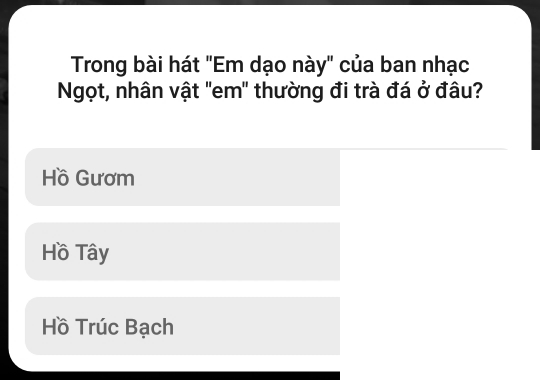 Trong bài hát "Em dạo này" của ban nhạc
Ngọt, nhân vật "em" thường đi trà đá ở đâu?
Hồ Gươm
Hồ Tây
Hồ Trúc Bạch